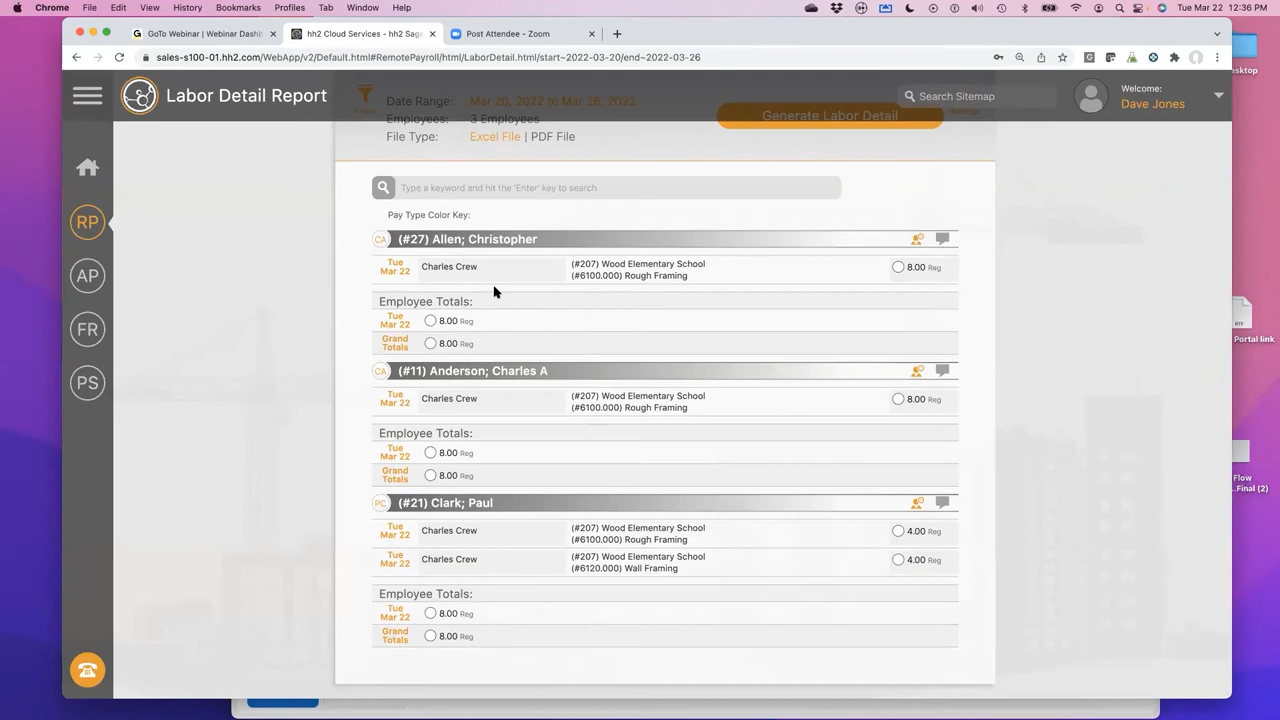 Chrome File Edit View History Bookmarks Profiles Tab Window Help Tue Mar 22 12:36 PM
GoTo Webinar | Webinar Dashb hh2 Cloud Services - hh2 Sage Post Attendee - Zoom
sales-s100-01.hh2.com/WebApp/v2/Default.html#RemotePayroll/html/LaborDetail.html/start~2022-03-20/end~2022-03-26
Labor Detail Report
Search Sitemap
Welcome:
Dave Jones
Date Range: Mar 20, 2022 to Mar 26, 2022
Employees: 3 Employees
File Type: Excel File | PDF File
Generate Labor Detail
Type a keyword and hit the 'Enter' key to search
Pay Type Color Key:
CA (#27) Allen; Christopher
Tue Mar 22 Charles Crew (#207) Wood Elementary School 8.00 Reg
(#6100.000) Rough Framing
Employee Totals:
Tue Mar 22 8.00 Reg
Grand Totals 8.00 Reg
CA (#11) Anderson; Charles A
Tue Mar 22 Charles Crew (#207) Wood Elementary School 8.00 Reg
(#6100.000) Rough Framing
Employee Totals:
Tue Mar 22 8.00 Reg
Grand Totals 8.00 Reg
PC (#21) Clark; Paul
Tue Mar 22 Charles Crew (#207) Wood Elementary School 4.00 Reg
(#6100.000) Rough Framing
Tue Mar 22 Charles Crew (#207) Wood Elementary School 4.00 Reg
(#6120.000) Wall Framing
Employee Totals:
Tue Mar 22 8.00 Reg
Grand Totals 8.00 Reg
RP
AP
FR
PS
esktop
RTF
Portal link
Flow
...Final (2)